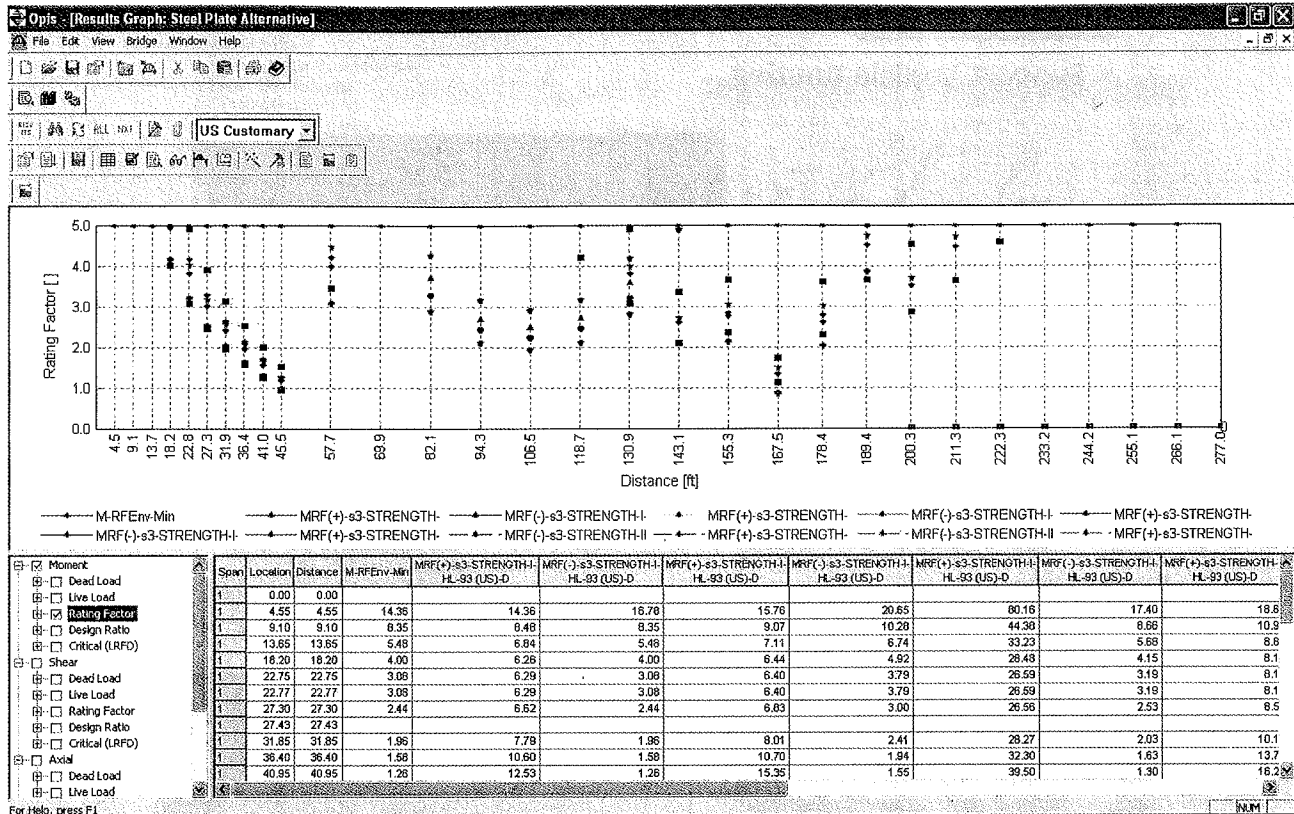 Opis - [Results Graph: Steel Plate Alternative]
File Edit View Bridge Window Help
US Customary
5.0
4.0
3.0
2.0
1.0
0.0
Rating Factor [ ]
4.5 9.1 13.7 18.2 22.8 27.3 31.9 36.4 41.0 45.5 57.7 69.9 82.1 94.3 106.5 118.7 130.9 143.1 155.3 167.5 178.4 189.4 200.3 211.3 222.3 233.2 244.2 255.1 266.1 277.0
Distance [ft]
M-RFEnv-Min MRF(+)-s3-STRENGTH- MRF(-)-s3-STRENGTH-I- MRF(+)-s3-STRENGTH- MRF(-)-s3-STRENGTH-I- MRF(+)-s3-STRENGTH-
MRF(-)-s3-STRENGTH-I- MRF(+)-s3-STRENGTH- MRF(-)-s3-STRENGTH-II MRF(+)-s3-STRENGTH- MRF(-)-s3-STRENGTH-II MRF(+)-s3-STRENGTH-
Moment
Dead Load
Live Load
Rating Factor
Design Ratio
Critical (LRFD)
Shear
Dead Load
Live Load
Rating Factor
Design Ratio
Critical (LRFD)
Axial
Dead Load
Live Load
Span Location Distance M-RFEnv-Min MRF(+)-s3-STRENGTH-I- MRF(-)-s3-STRENGTH-I- MRF(+)-s3-STRENGTH-I- MRF(-)-s3-STRENGTH-I- MRF(+)-s3-STRENGTH-I- MRF(-)-s3-STRENGTH-I- MRF(+)-s3-STRENGTH-
HL-93 (US)-D HL-93 (US)-D HL-93 (US)-D HL-93 (US)-D HL-93 (US)-D HL-93 (US)-D HL-93 (US)-D
1 0.00 0.00
1 4.55 4.55 14.36 14.36 16.78 15.76 20.65 80.16 17.40 18.8
1 9.10 9.10 8.35 8.48 8.35 9.07 10.28 44.38 8.66 10.9
1 13.65 13.65 5.48 6.84 5.48 7.11 6.74 33.23 5.68 8.8
1 18.20 18.20 4.00 6.26 4.00 6.44 4.92 28.48 4.15 8.1
1 22.75 22.75 3.08 6.29 3.08 6.40 3.79 26.59 3.19 8.1
1 22.77 22.77 3.08 6.29 3.08 6.40 3.79 26.59 3.19 8.1
1 27.30 27.30 2.44 6.62 2.44 6.83 3.00 26.56 2.53 8.5
1 27.43 27.43
1 31.85 31.85 1.96 7.79 1.96 8.01 2.41 28.27 2.03 10.1
1 36.40 36.40 1.58 10.60 1.58 10.70 1.94 32.30 1.63 13.7
1 40.95 40.95 1.26 12.53 1.26 15.35 1.55 39.50 1.30 16.2
For Help, press F1
NUM